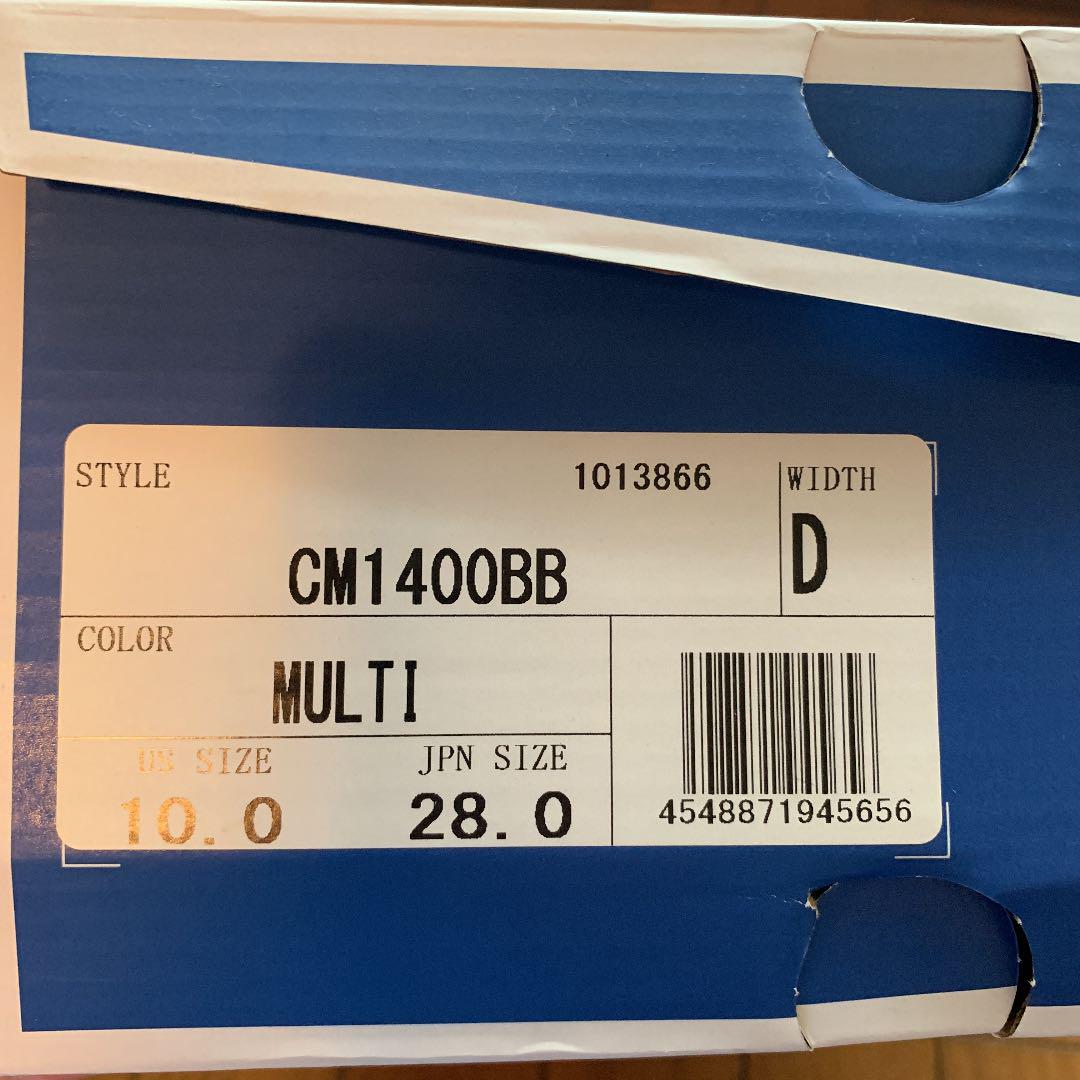 STYLE 1013866 WIDTH
CM1400BB D
COLOR
MULTI
US SIZE JPN SIZE
10.0 28.0
4548871945656